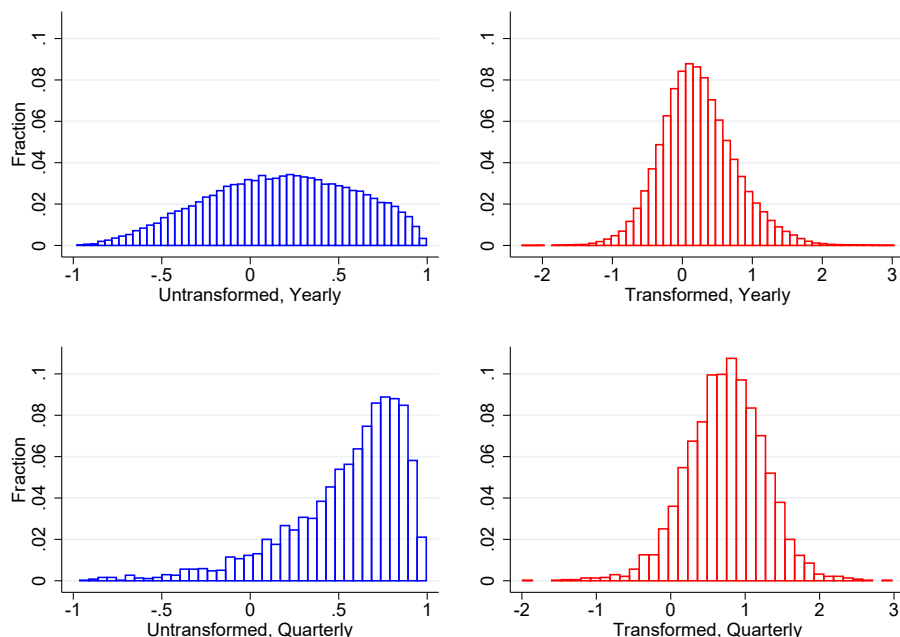 Fraction
0 .02 .04 .06 .08 .1
-1 -.5 0 .5 1
Untransformed, Yearly
0 .02 .04 .06 .08 .1
-2 -1 0 1 2 3
Transformed, Yearly
Fraction
0 .02 .04 .06 .08 .1
-1 -.5 0 .5 1
Untransformed, Quarterly
0 .02 .04 .06 .08 .1
-2 -1 0 1 2 3
Transformed, Quarterly